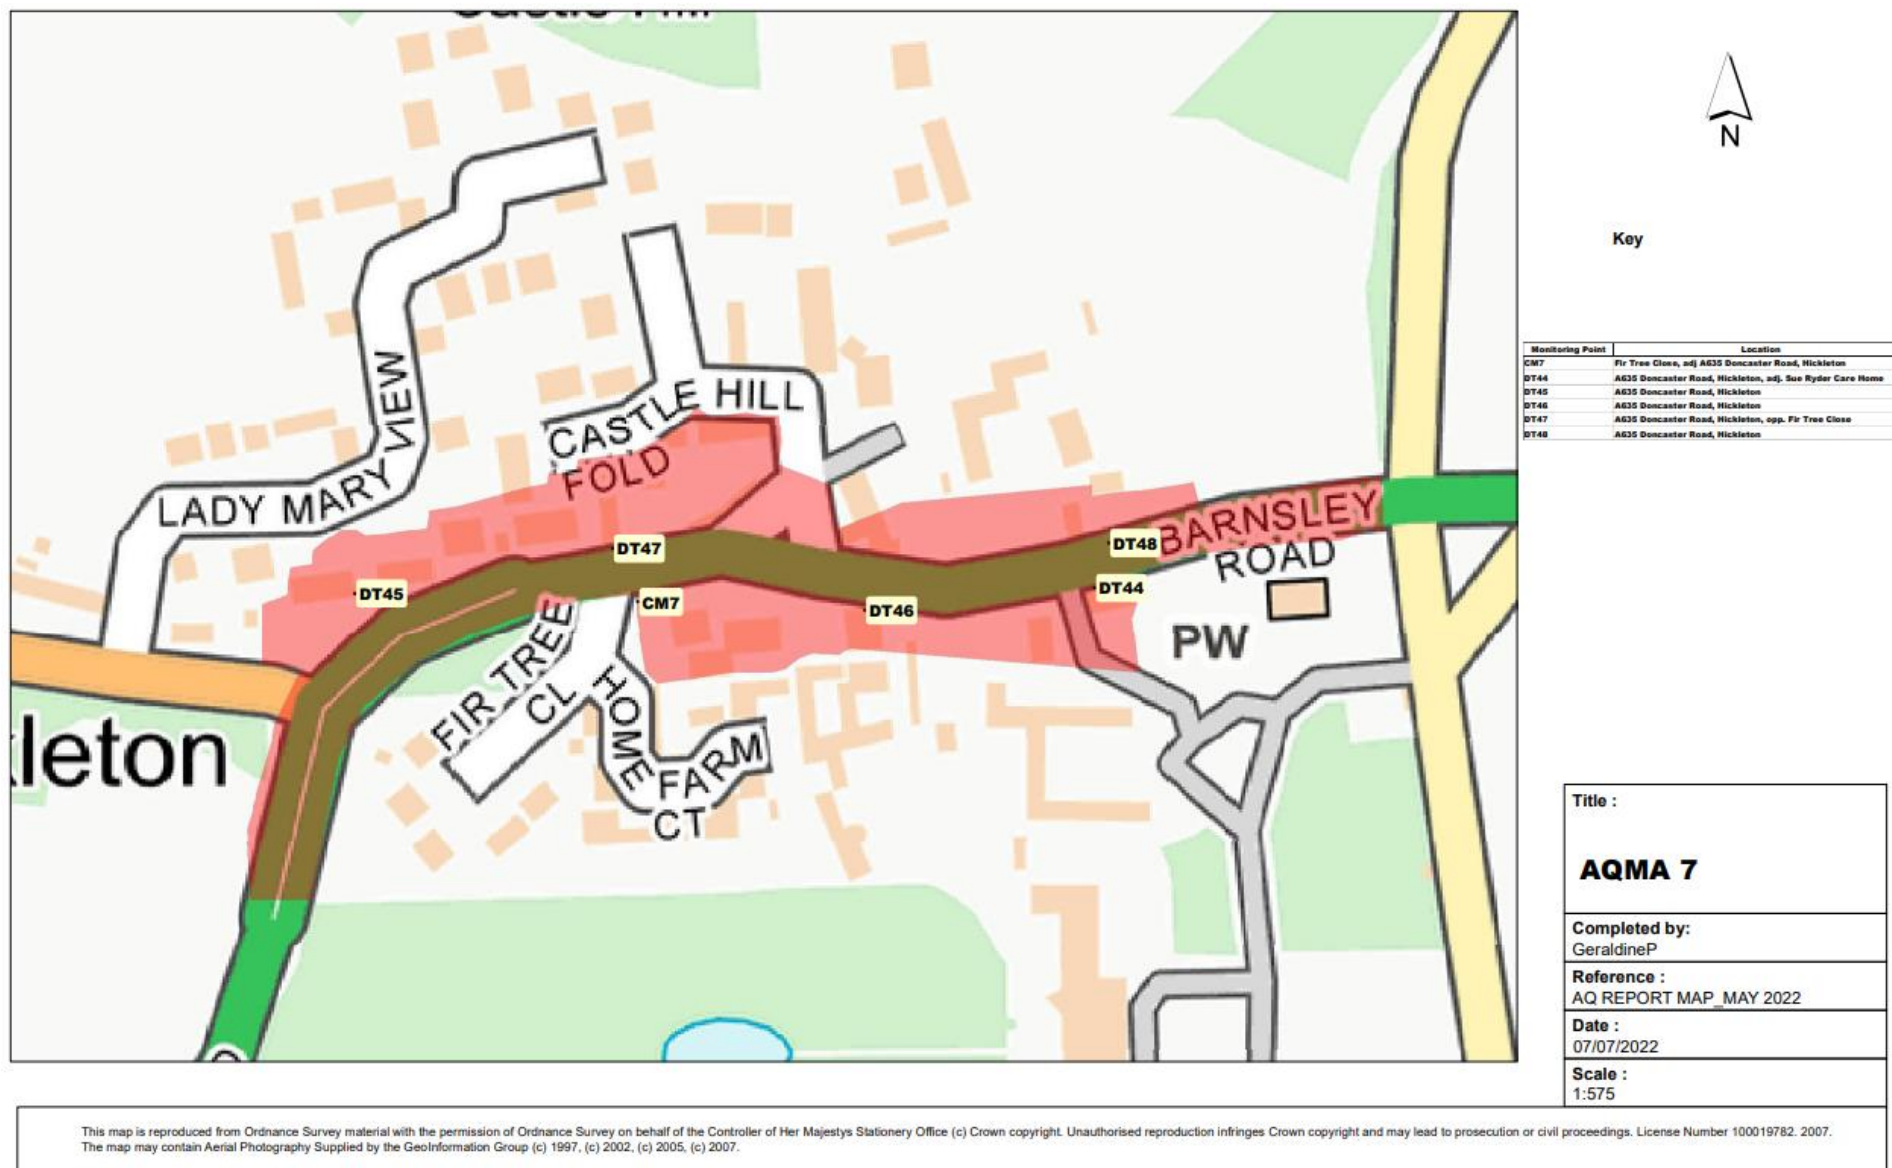 N
Key
Monitoring Point Location
CM7 Fir Tree Close, adj A635 Doncaster Road, Hickleton
DT44 A635 Doncaster Road, Hickleton, adj. Sue Ryder Care Home
DT45 A635 Doncaster Road, Hickleton
DT46 A635 Doncaster Road, Hickleton
DT47 A635 Doncaster Road, Hickleton, opp. Fir Tree Close
DT48 A635 Doncaster Road, Hickleton
LADY MARY VIEW
CASTLE HILL
FOLD
DT47
DT48
BARNSLEY
ROAD
DT45
CM7
DT46
DT44
PW
FIR TREE
CL
HOME
FARM
CT
kleton
Title :
AQMA 7
Completed by:
GeraldineP
Reference :
AQ REPORT MAP_MAY 2022
Date :
07/07/2022
Scale :
1:575
This map is reproduced from Ordnance Survey material with the permission of Ordnance Survey on behalf of the Controller of Her Majestys Stationery Office (c) Crown copyright. Unauthorised reproduction infringes Crown copyright and may lead to prosecution or civil proceedings. License Number 100019782. 2007.
The map may contain Aerial Photography Supplied by the GeoInformation Group (c) 1997, (c) 2002, (c) 2005, (c) 2007.